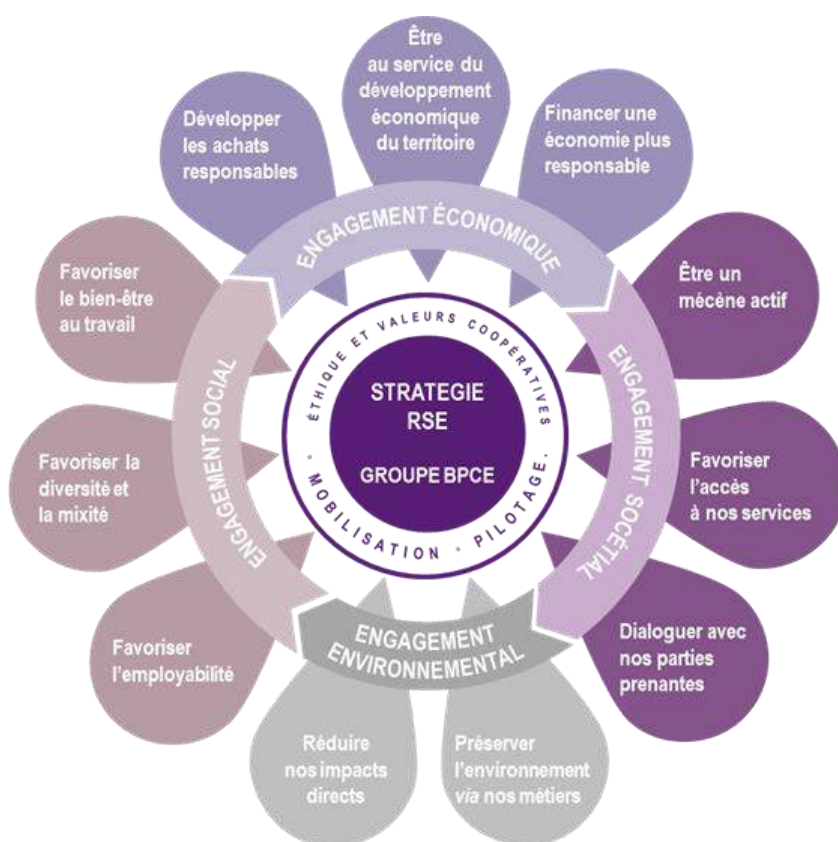 Être
au service du
développement
économique
du territoire
Financer une
économie plus
responsable
Être un
mécène actif
Favoriser
l'accès
à nos services
Dialoguer avec
nos parties
prenantes
Préserver
l'environnement
via nos métiers
Réduire
nos impacts
directs
Favoriser
l'employabilité
Favoriser la
diversité et
la mixité
Favoriser
le bien-être
au travail
Développer
les achats
responsables
ENGAGEMENT ÉCONOMIQUE
ENGAGEMENT SOCÉTIAL
ENGAGEMENT
ENVIRONNEMENTAL
ENGAGEMENT SOCIAL
ÉTHIQUE ET VALEURS COOPÉRATIVES
• MOBILISATION • PILOTAGE.
STRATEGIE
RSE
GROUPE BPCE